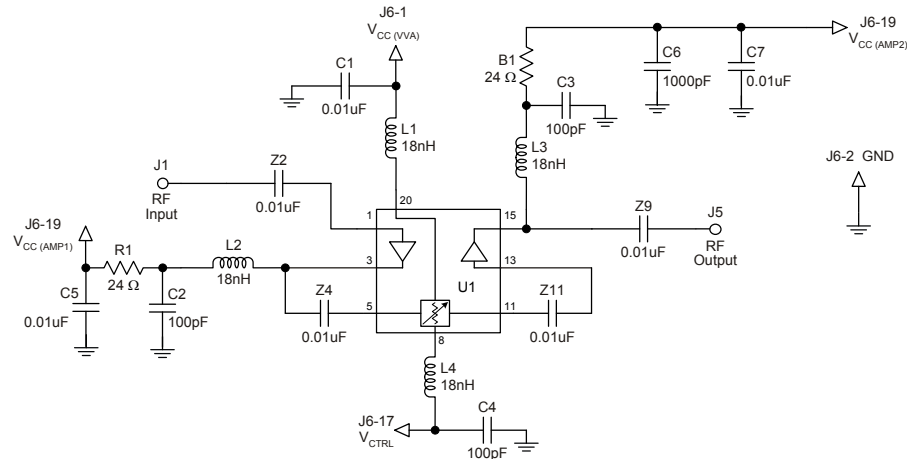 J6-1
VCC (VVA)
J6-19
VCC (AMP2)
C1
0.01uF
B1
24 Ω
C6
1000pF
C7
0.01uF
C3
100pF
L1
18nH
L3
18nH
J6-2 GND
J1
RF
Input
Z2
0.01uF
20
1
15
Z9
0.01uF
J5
RF
Output
J6-19
VCC (AMP1)
R1
24 Ω
L2
18nH
3
13
U1
C5
0.01uF
C2
100pF
Z4
0.01uF
5
11
Z11
0.01uF
8
L4
18nH
J6-17
VCTRL
C4
100pF